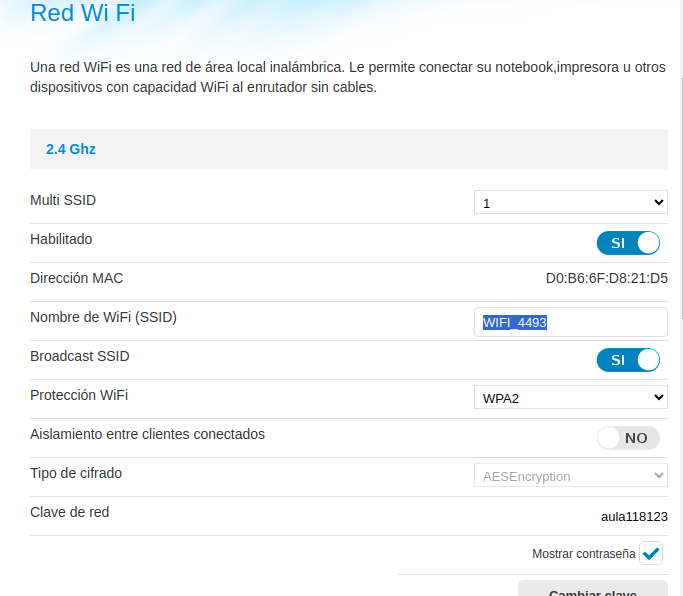 Red Wi Fi
Una red WiFi es una red de área local inalámbrica. Le permite conectar su notebook,impresora u otros
dispositivos con capacidad WiFi al enrutador sin cables.
2.4 Ghz
Multi SSID 1
Habilitado SI
Dirección MAC D0:B6:6F:D8:21:D5
Nombre de WiFi (SSID) WIFI_4493
Broadcast SSID SI
Protección WiFi WPA2
Aislamiento entre clientes conectados NO
Tipo de cifrado AESEncryption
Clave de red aula118123
Mostrar contraseña
Cambiar clave